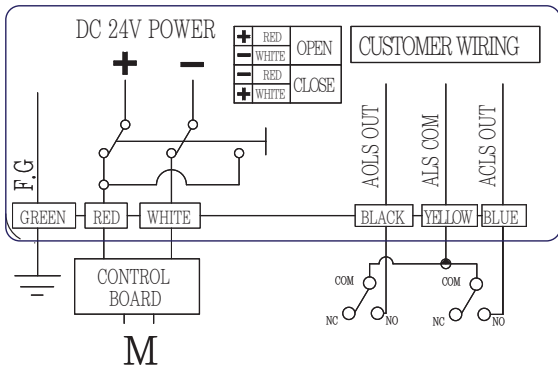 DC 24V POWER
+ −
+ RED OPEN
− WHITE
− RED CLOSE
+ WHITE
CUSTOMER WIRING
F.G
AOLS OUT
ALS COM
ACLS OUT
GREEN RED WHITE BLACK YELLOW BLUE
CONTROL
BOARD
M
COM COM
NC NO NC NO